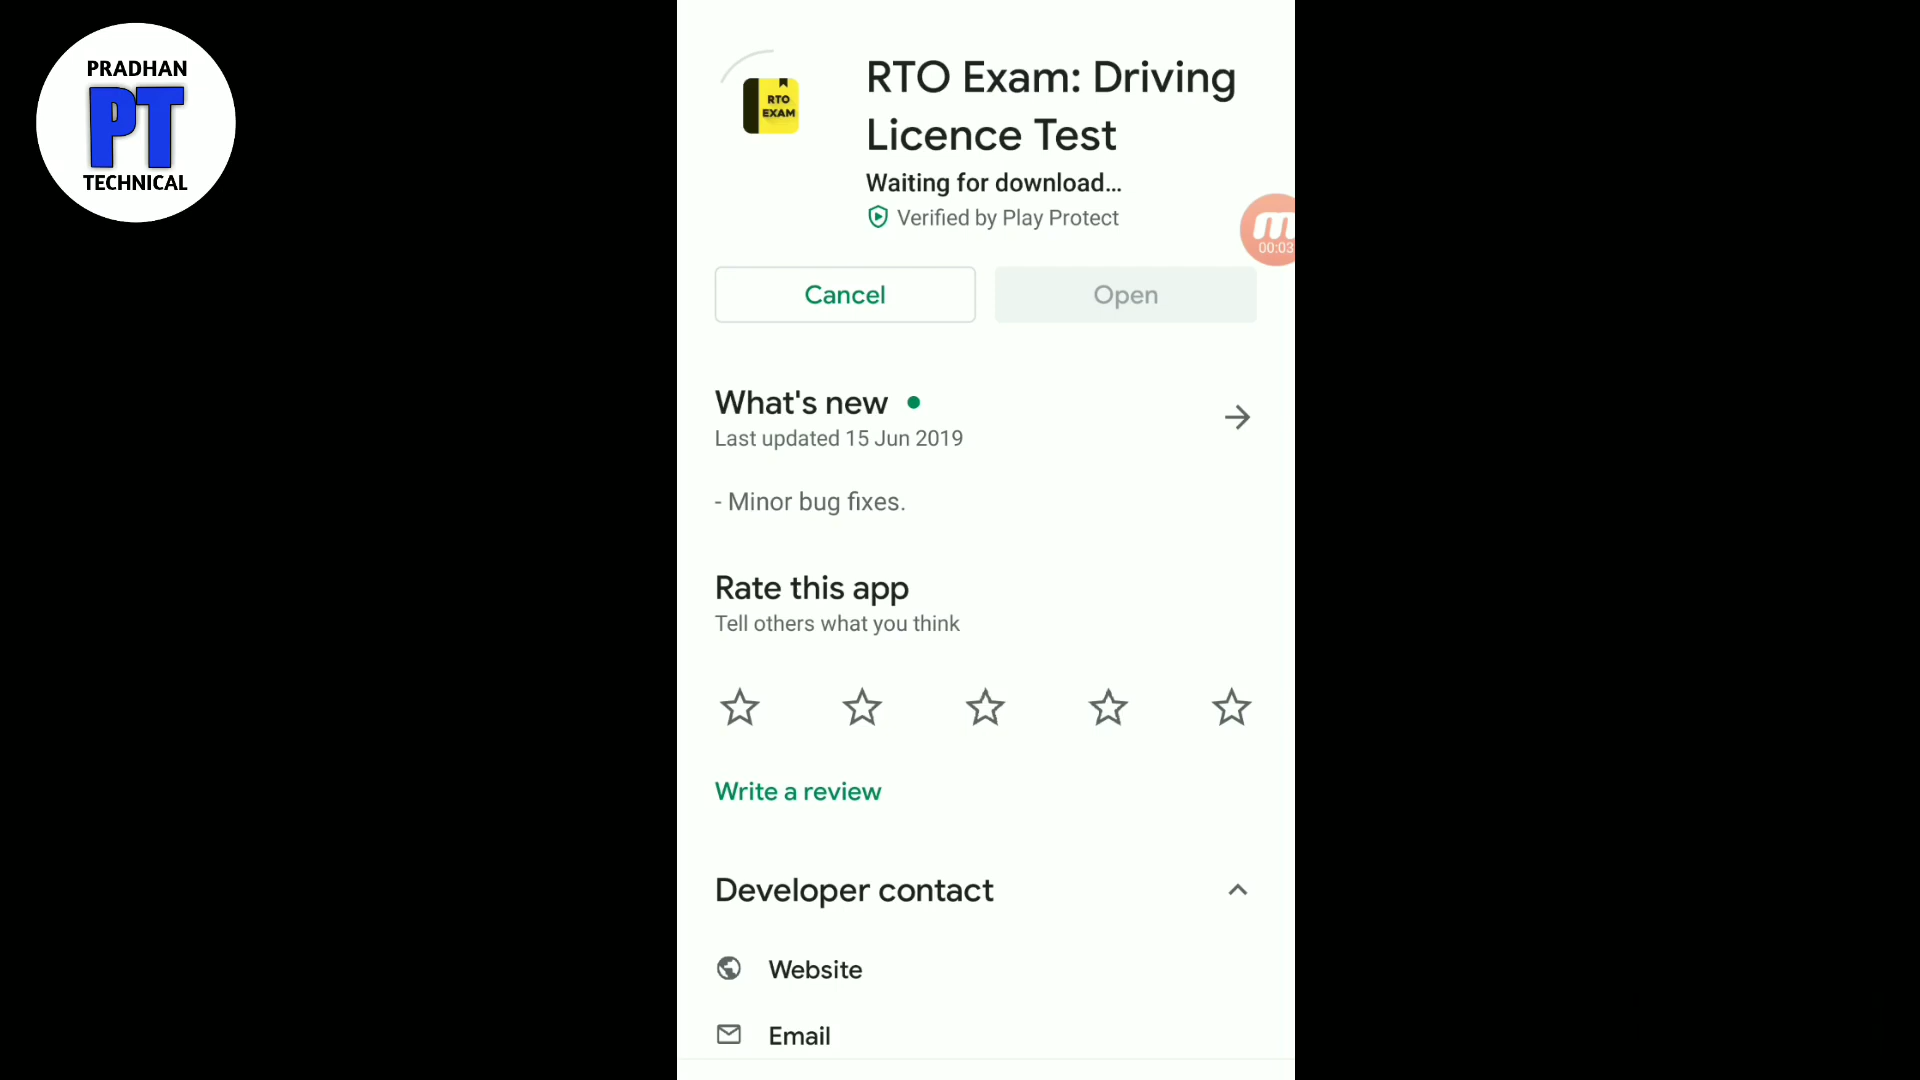 PRADHAN
PT
TECHNICAL
RTO
EXAM
RTO Exam: Driving
Licence Test
Waiting for download...
Verified by Play Protect
m
00:03
Cancel
Open
What's new
Last updated 15 Jun 2019
- Minor bug fixes.
Rate this app
Tell others what you think
Write a review
Developer contact
Website
Email